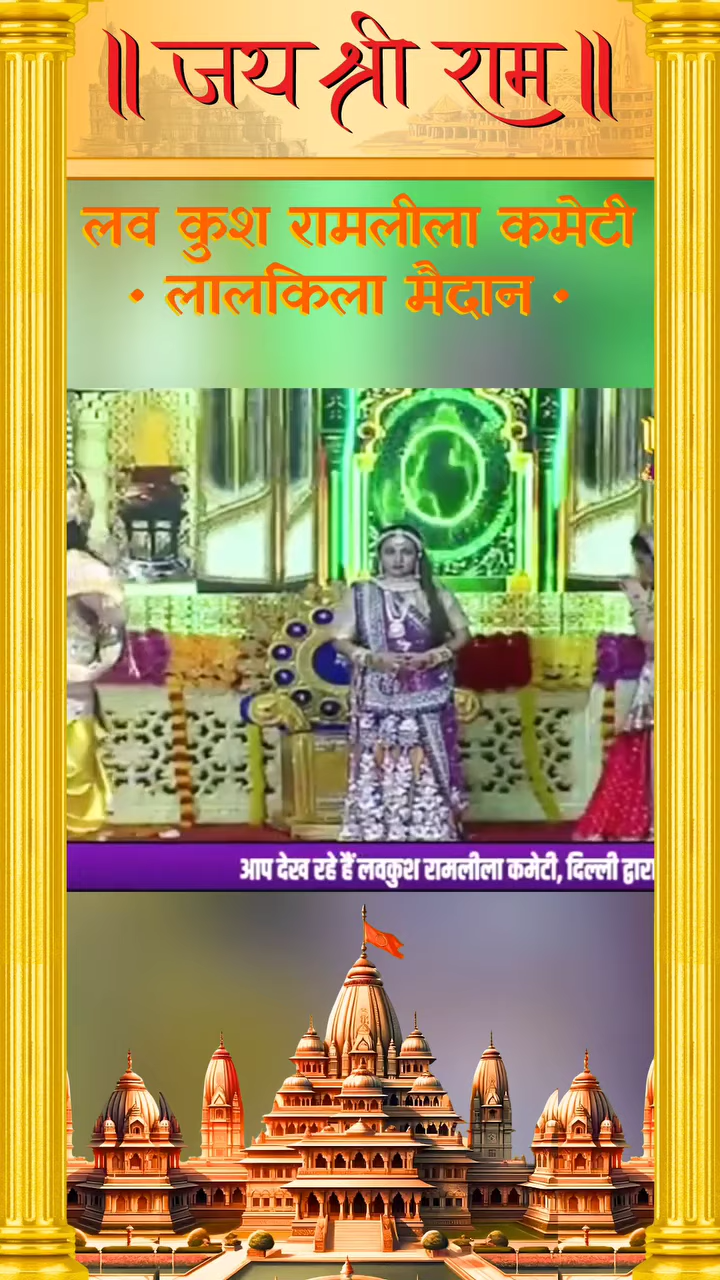 ॥ जय श्री राम ॥
लव कुश रामलीला कमेटी
• लालकिला मैदान •
आप देख रहे हैं लवकुश रामलीला कमेटी, दिल्ली द्वारा